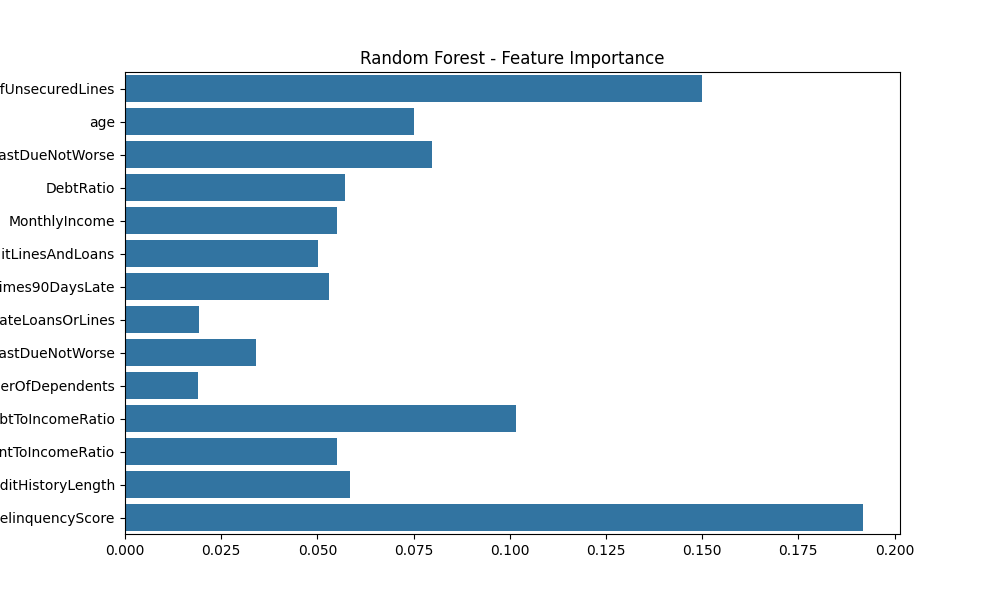 Random Forest - Feature Importance
fUnsecuredLines
age
astDueNotWorse
DebtRatio
MonthlyIncome
itLinesAndLoans
imes90DaysLate
ateLoansOrLines
astDueNotWorse
erOfDependents
btToIncomeRatio
ntToIncomeRatio
ditHistoryLength
elinquencyScore
0.000 0.025 0.050 0.075 0.100 0.125 0.150 0.175 0.200